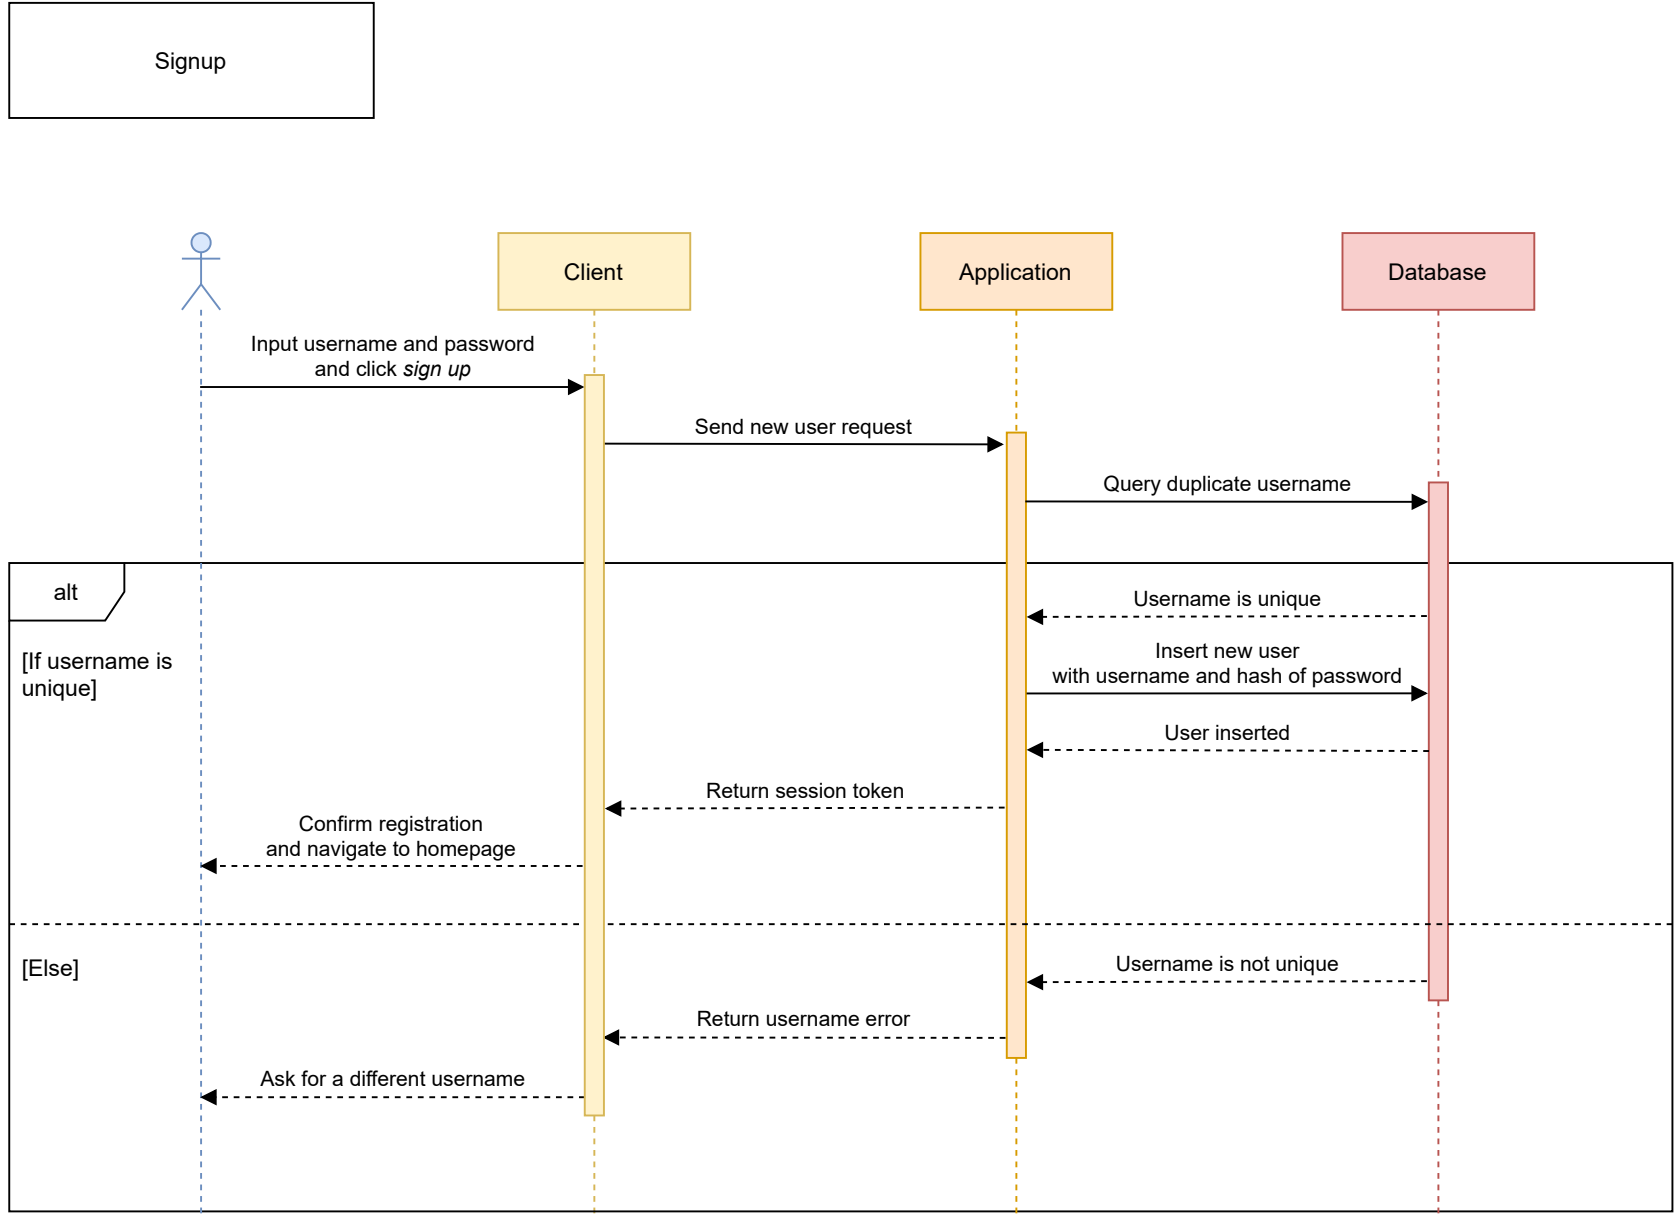 Signup
Client
Application
Database
Input username and password
and click sign up
Send new user request
Query duplicate username
alt
Username is unique
[If username is
unique]
Insert new user
with username and hash of password
User inserted
Return session token
Confirm registration
and navigate to homepage
[Else]
Username is not unique
Return username error
Ask for a different username